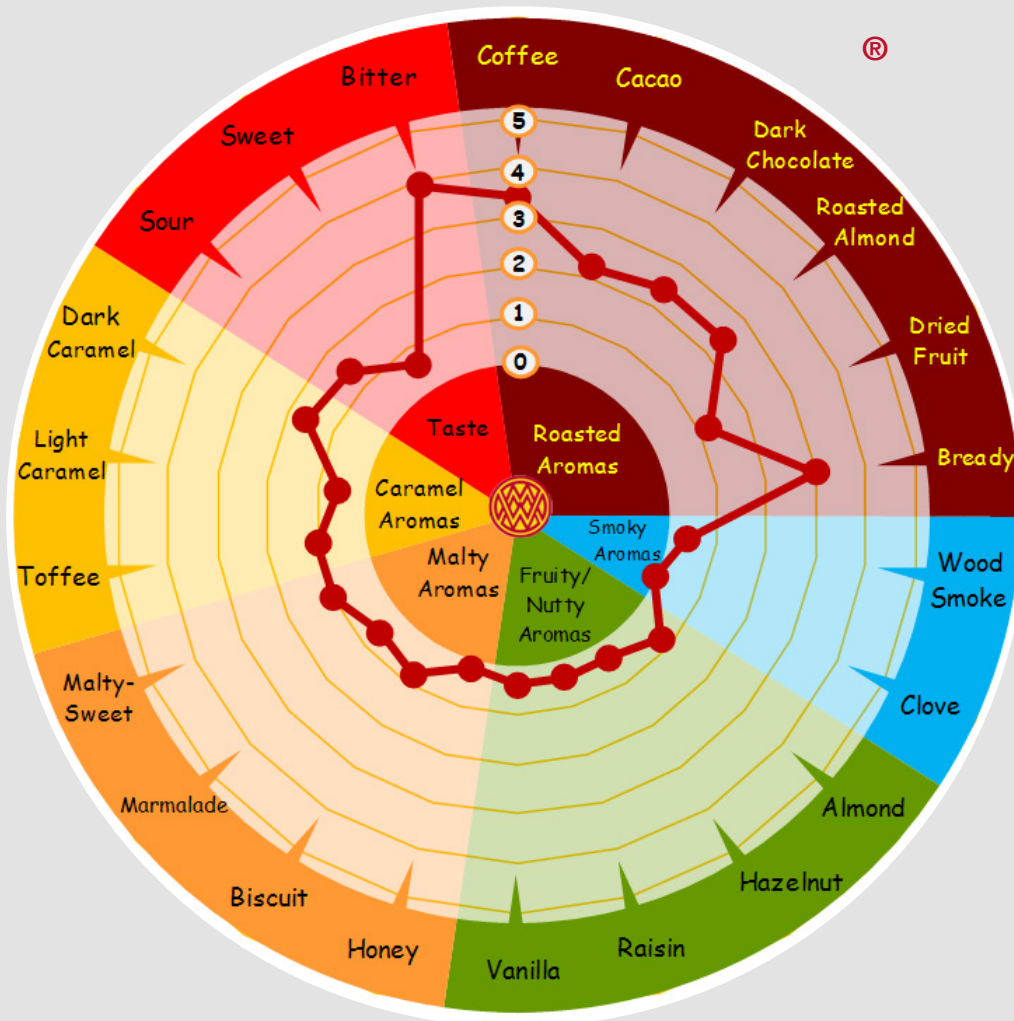 ®
Coffee
Cacao
Dark
Chocolate
Roasted
Almond
Dried
Fruit
Bready
Wood
Smoke
Clove
Almond
Hazelnut
Raisin
Vanilla
Honey
Biscuit
Marmalade
Malty-
Sweet
Toffee
Light
Caramel
Dark
Caramel
Sour
Sweet
Bitter
5
4
3
2
1
0
Taste
Roasted
Aromas
Caramel
Aromas
Smoky
Aromas
Malty
Aromas
Fruity/
Nutty
Aromas